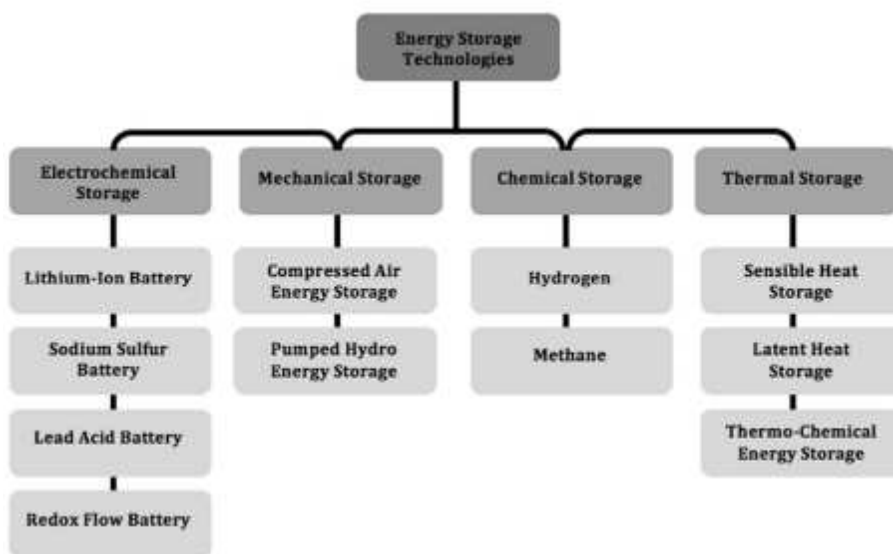 Energy Storage
Technologies
Electrochemical
Storage
Mechanical Storage
Chemical Storage
Thermal Storage
Lithium-Ion Battery
Compressed Air
Energy Storage
Hydrogen
Sensible Heat
Storage
Sodium Sulfur
Battery
Pumped Hydro
Energy Storage
Methane
Latent Heat
Storage
Lead Acid Battery
Thermo-Chemical
Energy Storage
Redox Flow Battery